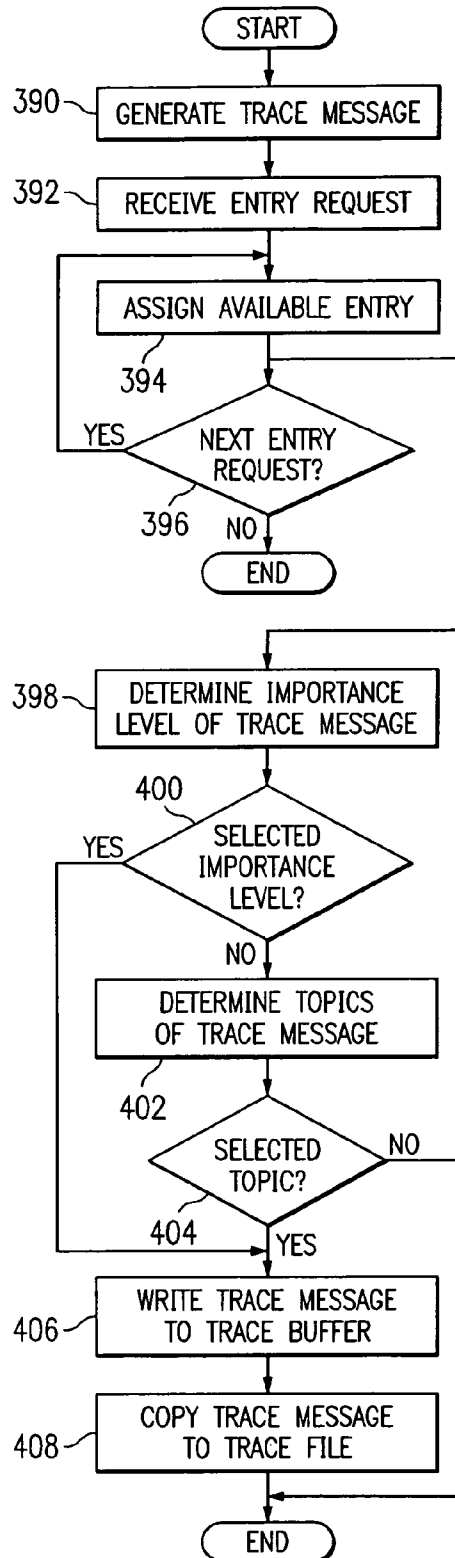 START
390
GENERATE TRACE MESSAGE
392
RECEIVE ENTRY REQUEST
ASSIGN AVAILABLE ENTRY
394
YES
NEXT ENTRY
REQUEST?
396
NO
END
398
DETERMINE IMPORTANCE
LEVEL OF TRACE MESSAGE
400
YES
SELECTED
IMPORTANCE
LEVEL?
NO
DETERMINE TOPICS
OF TRACE MESSAGE
402
SELECTED
TOPIC?
NO
404
YES
406
WRITE TRACE MESSAGE
TO TRACE BUFFER
408
COPY TRACE MESSAGE
TO TRACE FILE
END